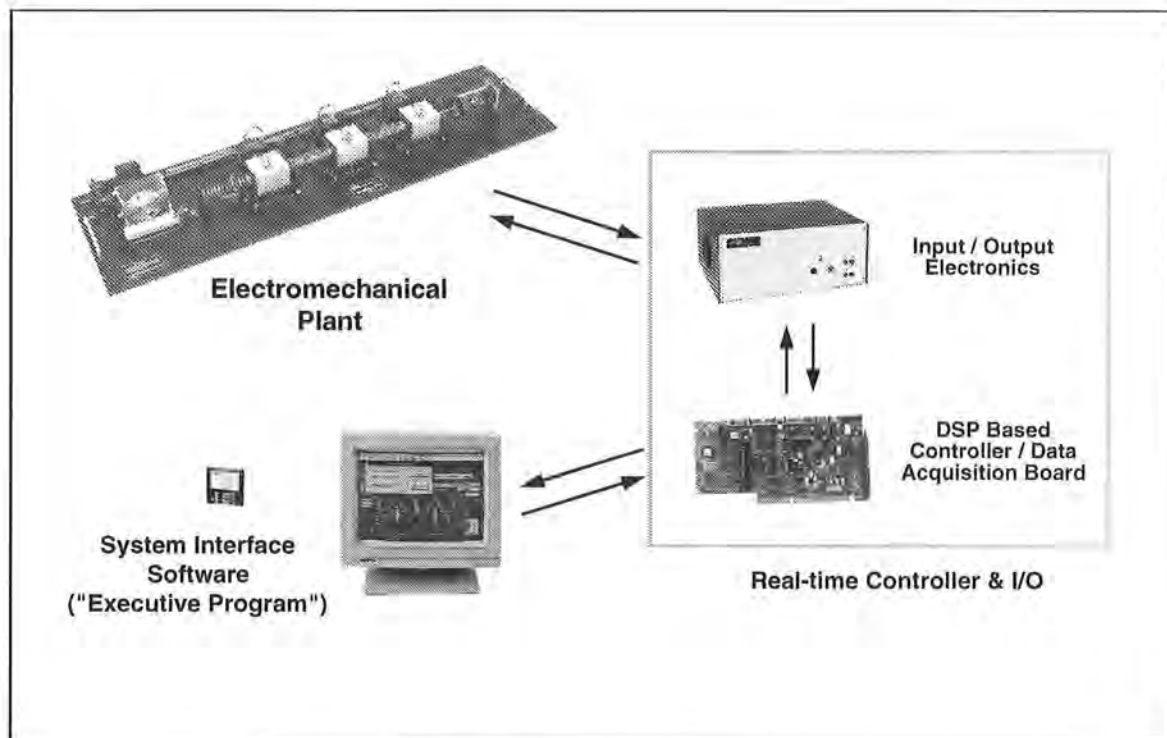 Electromechanical
Plant
Input / Output
Electronics
DSP Based
Controller / Data
Acquisition Board
System Interface
Software
("Executive Program")
Real-time Controller & I/O